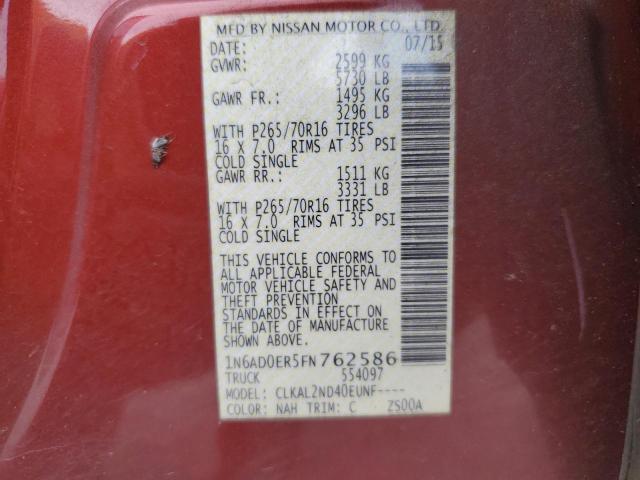 MFD BY NISSAN MOTOR CO., LTD.
DATE: 07/15
GVWR: 2599 KG
5730 LB
GAWR FR.: 1495 KG
3296 LB
WITH P265/70R16 TIRES
16 X 7.0 RIMS AT 35 PSI
COLD SINGLE
GAWR RR.: 1511 KG
3331 LB
WITH P265/70R16 TIRES
16 X 7.0 RIMS AT 35 PSI
COLD SINGLE
THIS VEHICLE CONFORMS TO
ALL APPLICABLE FEDERAL
MOTOR VEHICLE SAFETY AND
THEFT PREVENTION
STANDARDS IN EFFECT ON
THE DATE OF MANUFACTURE
SHOWN ABOVE.
1N6AD0ER5FN762586
TRUCK 554097
MODEL: CLKAL2ND40EUNF----
COLOR: NAH TRIM: C ZS00A